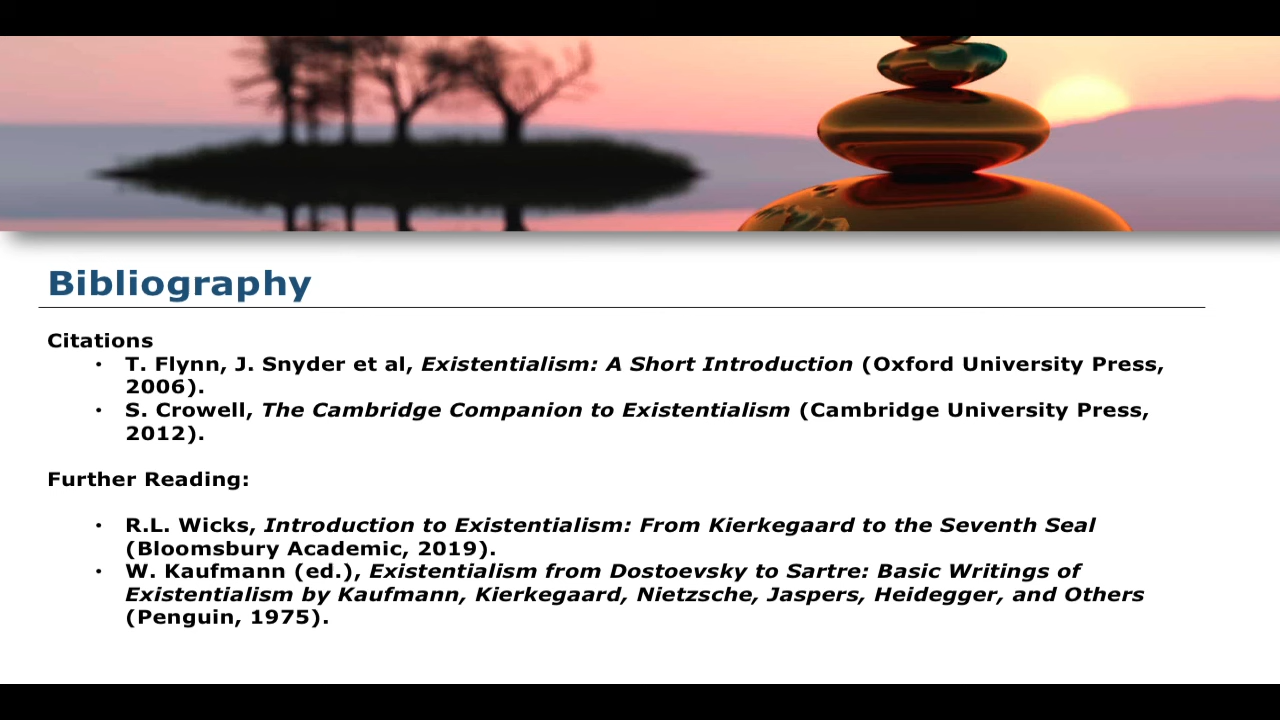 Bibliography
Citations
• T. Flynn, J. Snyder et al, Existentialism: A Short Introduction (Oxford University Press,
2006).
• S. Crowell, The Cambridge Companion to Existentialism (Cambridge University Press,
2012).
Further Reading:
• R.L. Wicks, Introduction to Existentialism: From Kierkegaard to the Seventh Seal
(Bloomsbury Academic, 2019).
• W. Kaufmann (ed.), Existentialism from Dostoevsky to Sartre: Basic Writings of
Existentialism by Kaufmann, Kierkegaard, Nietzsche, Jaspers, Heidegger, and Others
(Penguin, 1975).